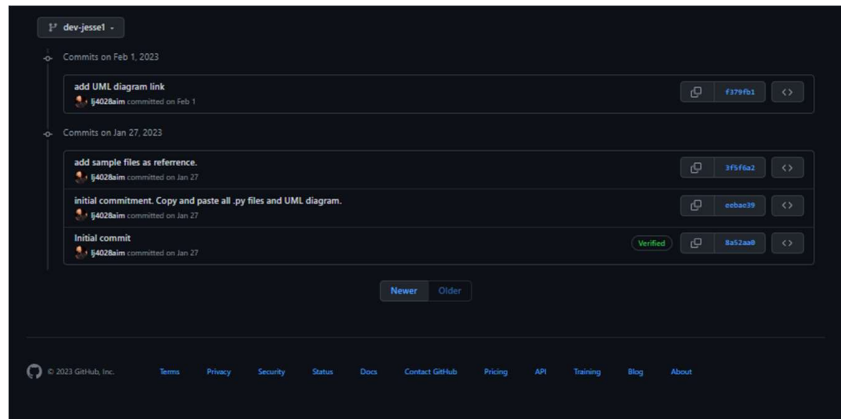 dev-jesse1
Commits on Feb 1, 2023
add UML diagram link
f379fb1
lj4028aim committed on Feb 1
Commits on Jan 27, 2023
add sample files as referrence.
3f5f6a2
lj4028aim committed on Jan 27
initial commitment. Copy and paste all .py files and UML diagram.
eebae39
lj4028aim committed on Jan 27
Initial commit
Verified 8a52aa0
lj4028aim committed on Jan 27
Newer Older
© 2023 GitHub, Inc. Terms Privacy Security Status Docs Contact GitHub Pricing API Training Blog About